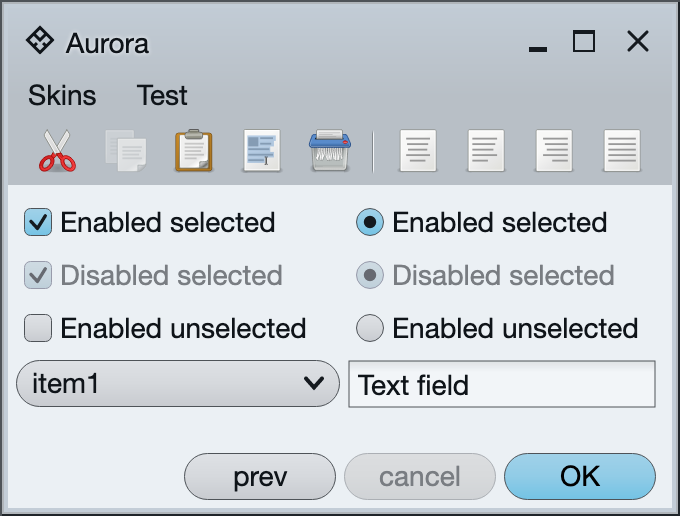 Aurora
Skins Test
Enabled selected Enabled selected
Disabled selected Disabled selected
Enabled unselected Enabled unselected
item1 Text field
prev cancel OK